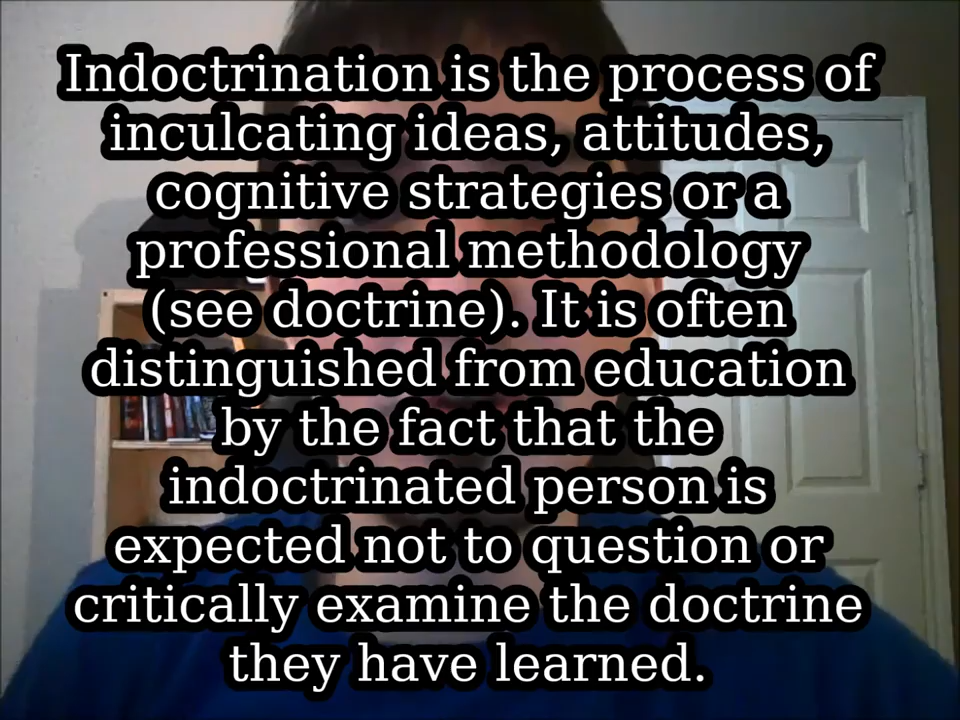 Indoctrination is the process of
inculcating ideas, attitudes,
cognitive strategies or a
professional methodology
(see doctrine). It is often
distinguished from education
by the fact that the
indoctrinated person is
expected not to question or
critically examine the doctrine
they have learned.